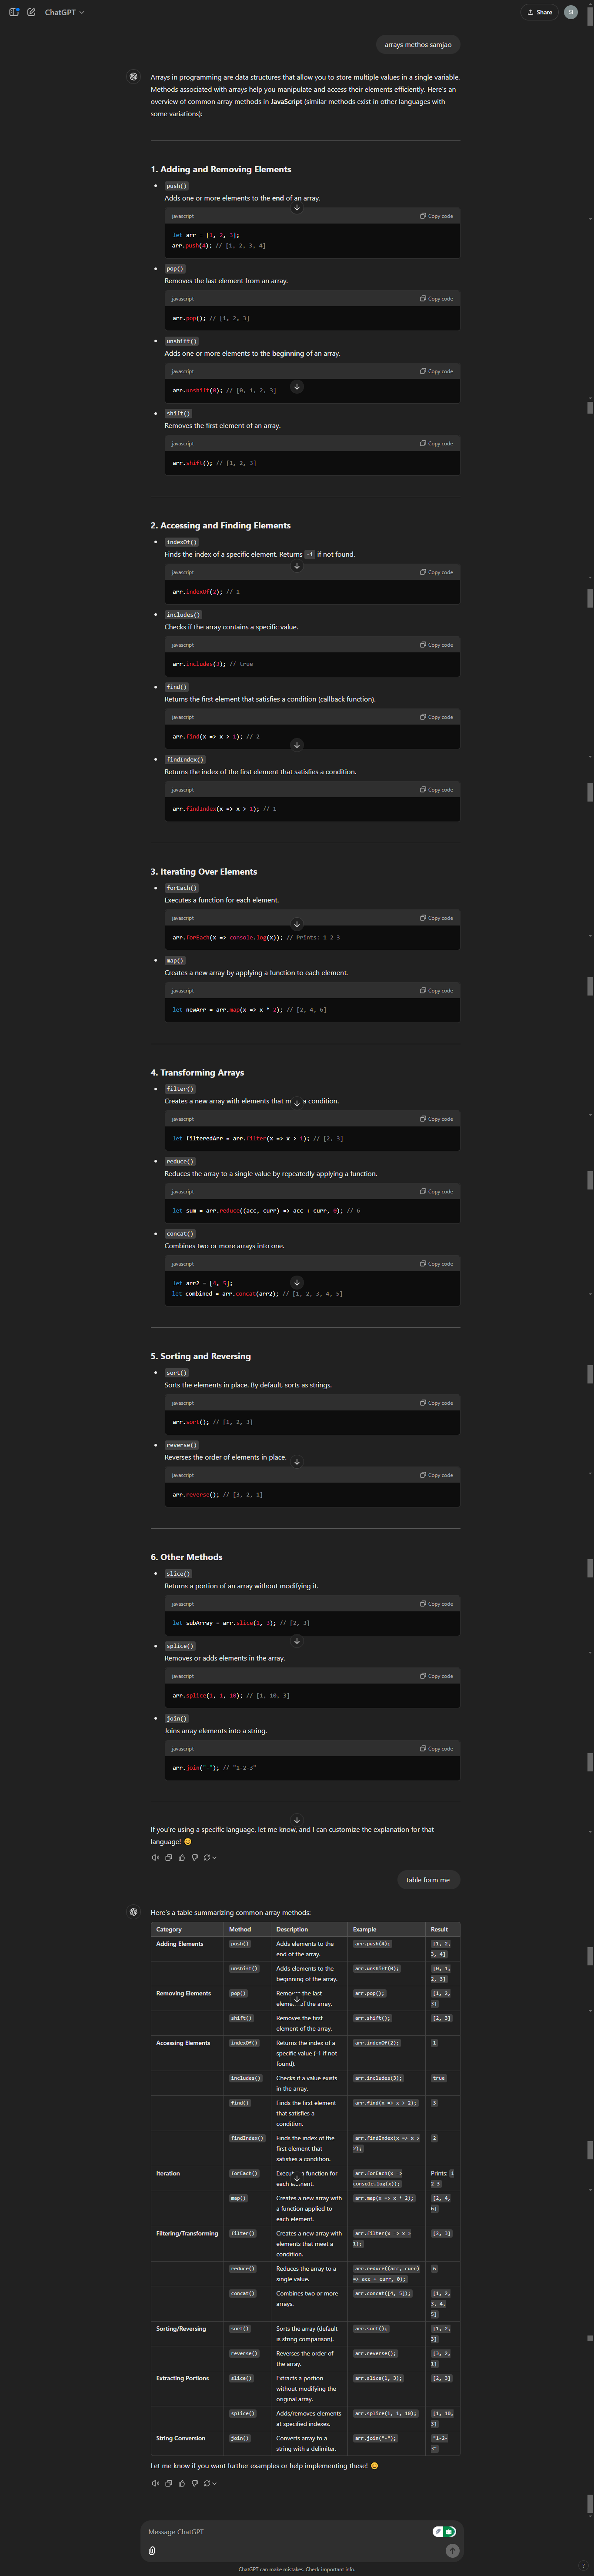 ChatGPT
Share
SI
arrays methos samjao
Arrays in programming are data structures that allow you to store multiple values in a single variable.
Methods associated with arrays help you manipulate and access their elements efficiently. Here's an
overview of common array methods in JavaScript (similar methods exist in other languages with
some variations):
1. Adding and Removing Elements
push()
Adds one or more elements to the end of an array.
javascript Copy code
let arr = [1, 2, 3];
arr.push(4); // [1, 2, 3, 4]
pop()
Removes the last element from an array.
javascript Copy code
arr.pop(); // [1, 2, 3]
unshift()
Adds one or more elements to the beginning of an array.
javascript Copy code
arr.unshift(0); // [0, 1, 2, 3]
shift()
Removes the first element of an array.
javascript Copy code
arr.shift(); // [1, 2, 3]
2. Accessing and Finding Elements
indexOf()
Finds the index of a specific element. Returns -1 if not found.
javascript Copy code
arr.indexOf(2); // 1
includes()
Checks if the array contains a specific value.
javascript Copy code
arr.includes(3); // true
find()
Returns the first element that satisfies a condition (callback function).
javascript Copy code
arr.find(x => x > 1); // 2
findIndex()
Returns the index of the first element that satisfies a condition.
javascript Copy code
arr.findIndex(x => x > 1); // 1
3. Iterating Over Elements
forEach()
Executes a function for each element.
javascript Copy code
arr.forEach(x => console.log(x)); // Prints: 1 2 3
map()
Creates a new array by applying a function to each element.
javascript Copy code
let newArr = arr.map(x => x * 2); // [2, 4, 6]
4. Transforming Arrays
filter()
Creates a new array with elements that m a condition.
javascript Copy code
let filteredArr = arr.filter(x => x > 1); // [2, 3]
reduce()
Reduces the array to a single value by repeatedly applying a function.
javascript Copy code
let sum = arr.reduce((acc, curr) => acc + curr, 0); // 6
concat()
Combines two or more arrays into one.
javascript Copy code
let arr2 = [4, 5];
let combined = arr.concat(arr2); // [1, 2, 3, 4, 5]
5. Sorting and Reversing
sort()
Sorts the elements in place. By default, sorts as strings.
javascript Copy code
arr.sort(); // [1, 2, 3]
reverse()
Reverses the order of elements in place.
javascript Copy code
arr.reverse(); // [3, 2, 1]
6. Other Methods
slice()
Returns a portion of an array without modifying it.
javascript Copy code
let subArray = arr.slice(1, 3); // [2, 3]
splice()
Removes or adds elements in the array.
javascript Copy code
arr.splice(1, 1, 10); // [1, 10, 3]
join()
Joins array elements into a string.
javascript Copy code
arr.join("-"); // "1-2-3"
If you're using a specific language, let me know, and I can customize the explanation for that
language! 😊
table form me
Here's a table summarizing common array methods:
Category Method Description Example Result
Adding Elements push() Adds elements to the arr.push(4); [1, 2,
end of the array. 3, 4]
unshift() Adds elements to the arr.unshift(0); [0, 1,
beginning of the array. 2, 3]
Removing Elements pop() Removes the last arr.pop(); [1, 2,
element of the array. 3]
shift() Removes the first arr.shift(); [2, 3]
element of the array.
Accessing Elements indexOf() Returns the index of a arr.indexOf(2); 1
specific value (-1 if not
found).
includes() Checks if a value exists arr.includes(3); true
in the array.
find() Finds the first element arr.find(x => x > 2); 3
that satisfies a
condition.
findIndex() Finds the index of the arr.findIndex(x => x > 2
first element that 2);
satisfies a condition.
Iteration forEach() Executes a function for arr.forEach(x => Prints: 1
each element. console.log(x)); 2 3
map() Creates a new array with arr.map(x => x * 2); [2, 4,
a function applied to 6]
each element.
Filtering/Transforming filter() Creates a new array with arr.filter(x => x > [2, 3]
elements that meet a 1);
condition.
reduce() Reduces the array to a arr.reduce((acc, curr) 6
single value. => acc + curr, 0);
concat() Combines two or more arr.concat([4, 5]); [1, 2,
arrays. 3, 4,
5]
Sorting/Reversing sort() Sorts the array (default arr.sort(); [1, 2,
is string comparison). 3]
reverse() Reverses the order of arr.reverse(); [3, 2,
the array. 1]
Extracting Portions slice() Extracts a portion arr.slice(1, 3); [2, 3]
without modifying the
original array.
splice() Adds/removes elements arr.splice(1, 1, 10); [1, 10,
at specified indexes. 3]
String Conversion join() Converts array to a arr.join("-"); "1-2-
string with a delimiter. 3"
Let me know if you want further examples or help implementing these! 😊
Message ChatGPT
ChatGPT can make mistakes. Check important info.
?